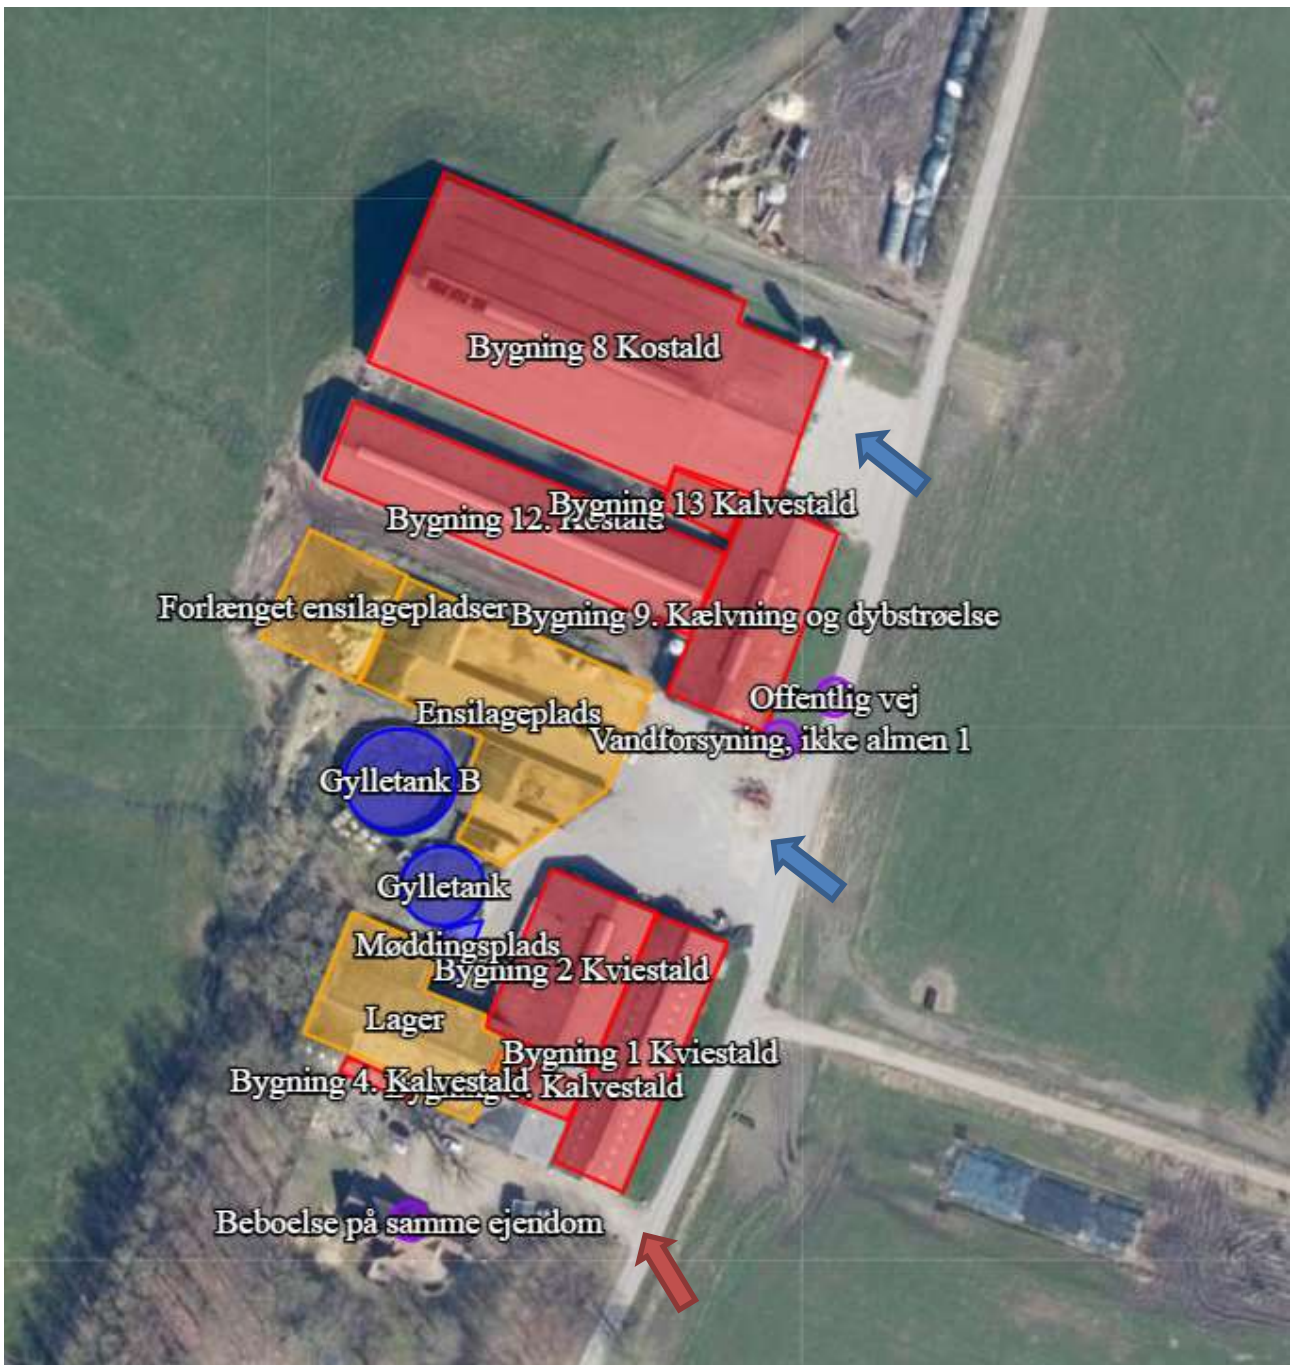 Bygning 8 Kostald
Bygning 13 Kalvestald
Bygning 12. Kostald
Forlænget ensilagepladser
Bygning 9. Kælvning og dybstrøelse
Offentlig vej
Ensilageplads
Vandforsyning, ikke almen 1
Gylletank B
Gylletank
Møddingsplads
Bygning 2 Kviestald
Lager
Bygning 1 Kviestald
Bygning 4. Kalvestald
Kalvestald
Beboelse på samme ejendom